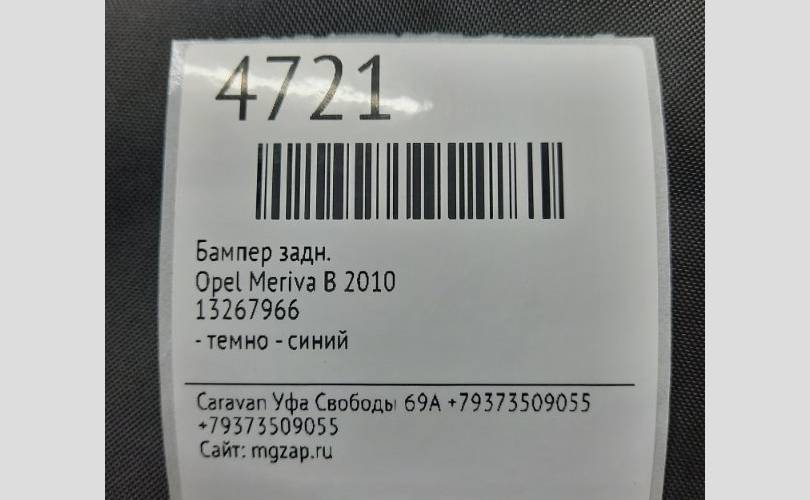 4721
Бампер задн.
Opel Meriva B 2010
13267966
- темно - синий
Caravan Уфа Свободы 69А +79373509055
+79373509055
Сайт: mgzap.ru